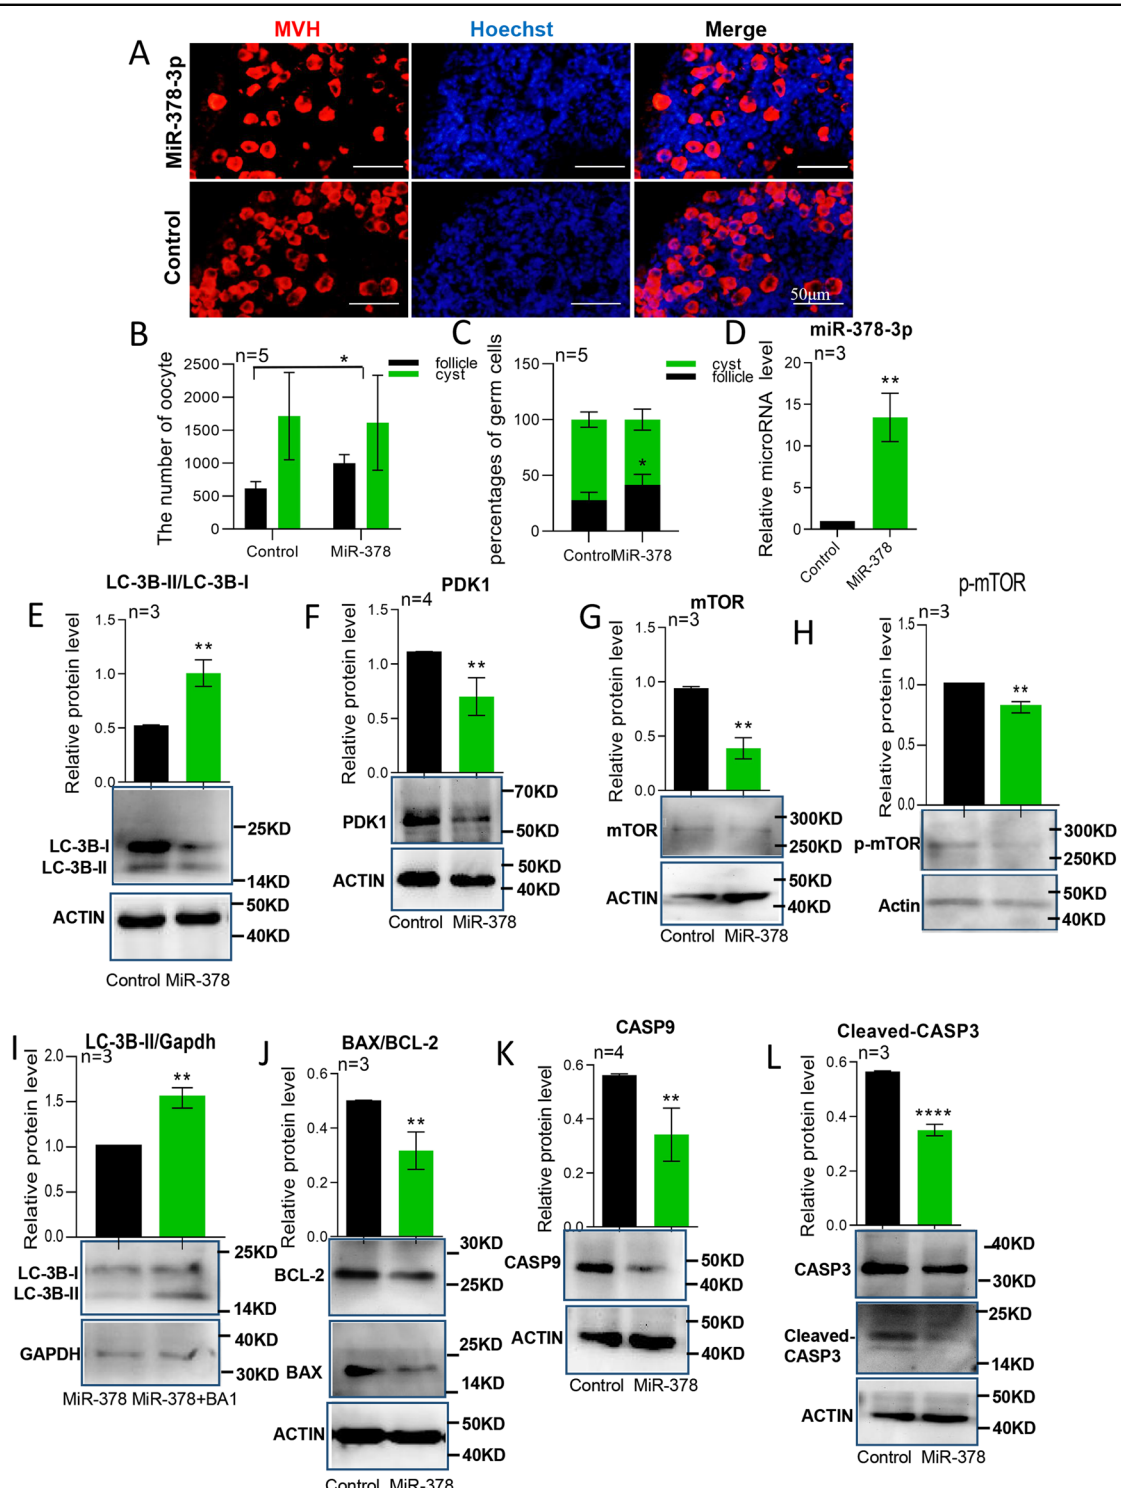 MVH Hoechst Merge
A
MiR-378-3p
Control
50μm
B
n=5
*
follicle
cyst
The number of oocyte
2500
2000
1500
1000
500
0
Control MiR-378
C
n=5
cyst
follicle
percentages of germ cells
150
100
50
0
*
Control MiR-378
D
miR-378-3p
n=3
**
Relative microRNA level
20
15
10
5
0
Control MiR-378
E
LC-3B-II/LC-3B-I
n=3
**
Relative protein level
1.5
1.0
0.5
0.0
25KD
LC-3B-I
LC-3B-II
14KD
50KD
ACTIN
40KD
Control MiR-378
F
PDK1
n=4
**
Relative protein level
1.5
1.0
0.5
0.0
70KD
PDK1
50KD
50KD
ACTIN
40KD
Control MiR-378
G
mTOR
n=3
**
Relative protein level
1.5
1.0
0.5
0.0
300KD
mTOR
250KD
50KD
ACTIN
40KD
Control MiR-378
H
p-mTOR
n=3
**
Relative protein level
1.5
1.0
0.5
0.0
300KD
p-mTOR
250KD
50KD
Actin
40KD
I
LC-3B-II/Gapdh
n=3
**
Relative protein level
2.0
1.5
1.0
0.5
0.0
25KD
LC-3B-I
LC-3B-II
14KD
40KD
GAPDH
30KD
MiR-378 MiR-378+BA1
J
BAX/BCL-2
n=3
**
Relative protein level
0.6
0.4
0.2
0.0
30KD
BCL-2
25KD
25KD
BAX
14KD
50KD
ACTIN
40KD
Control MiR-378
K
CASP9
n=4
**
Relative protein level
0.6
0.4
0.2
0.0
CASP9
50KD
40KD
50KD
ACTIN
40KD
Control MiR-378
L
Cleaved-CASP3
n=3
****
Relative protein level
0.6
0.4
0.2
0.0
40KD
CASP3
30KD
25KD
Cleaved-
CASP3
14KD
50KD
ACTIN
40KD
Control MiR-378